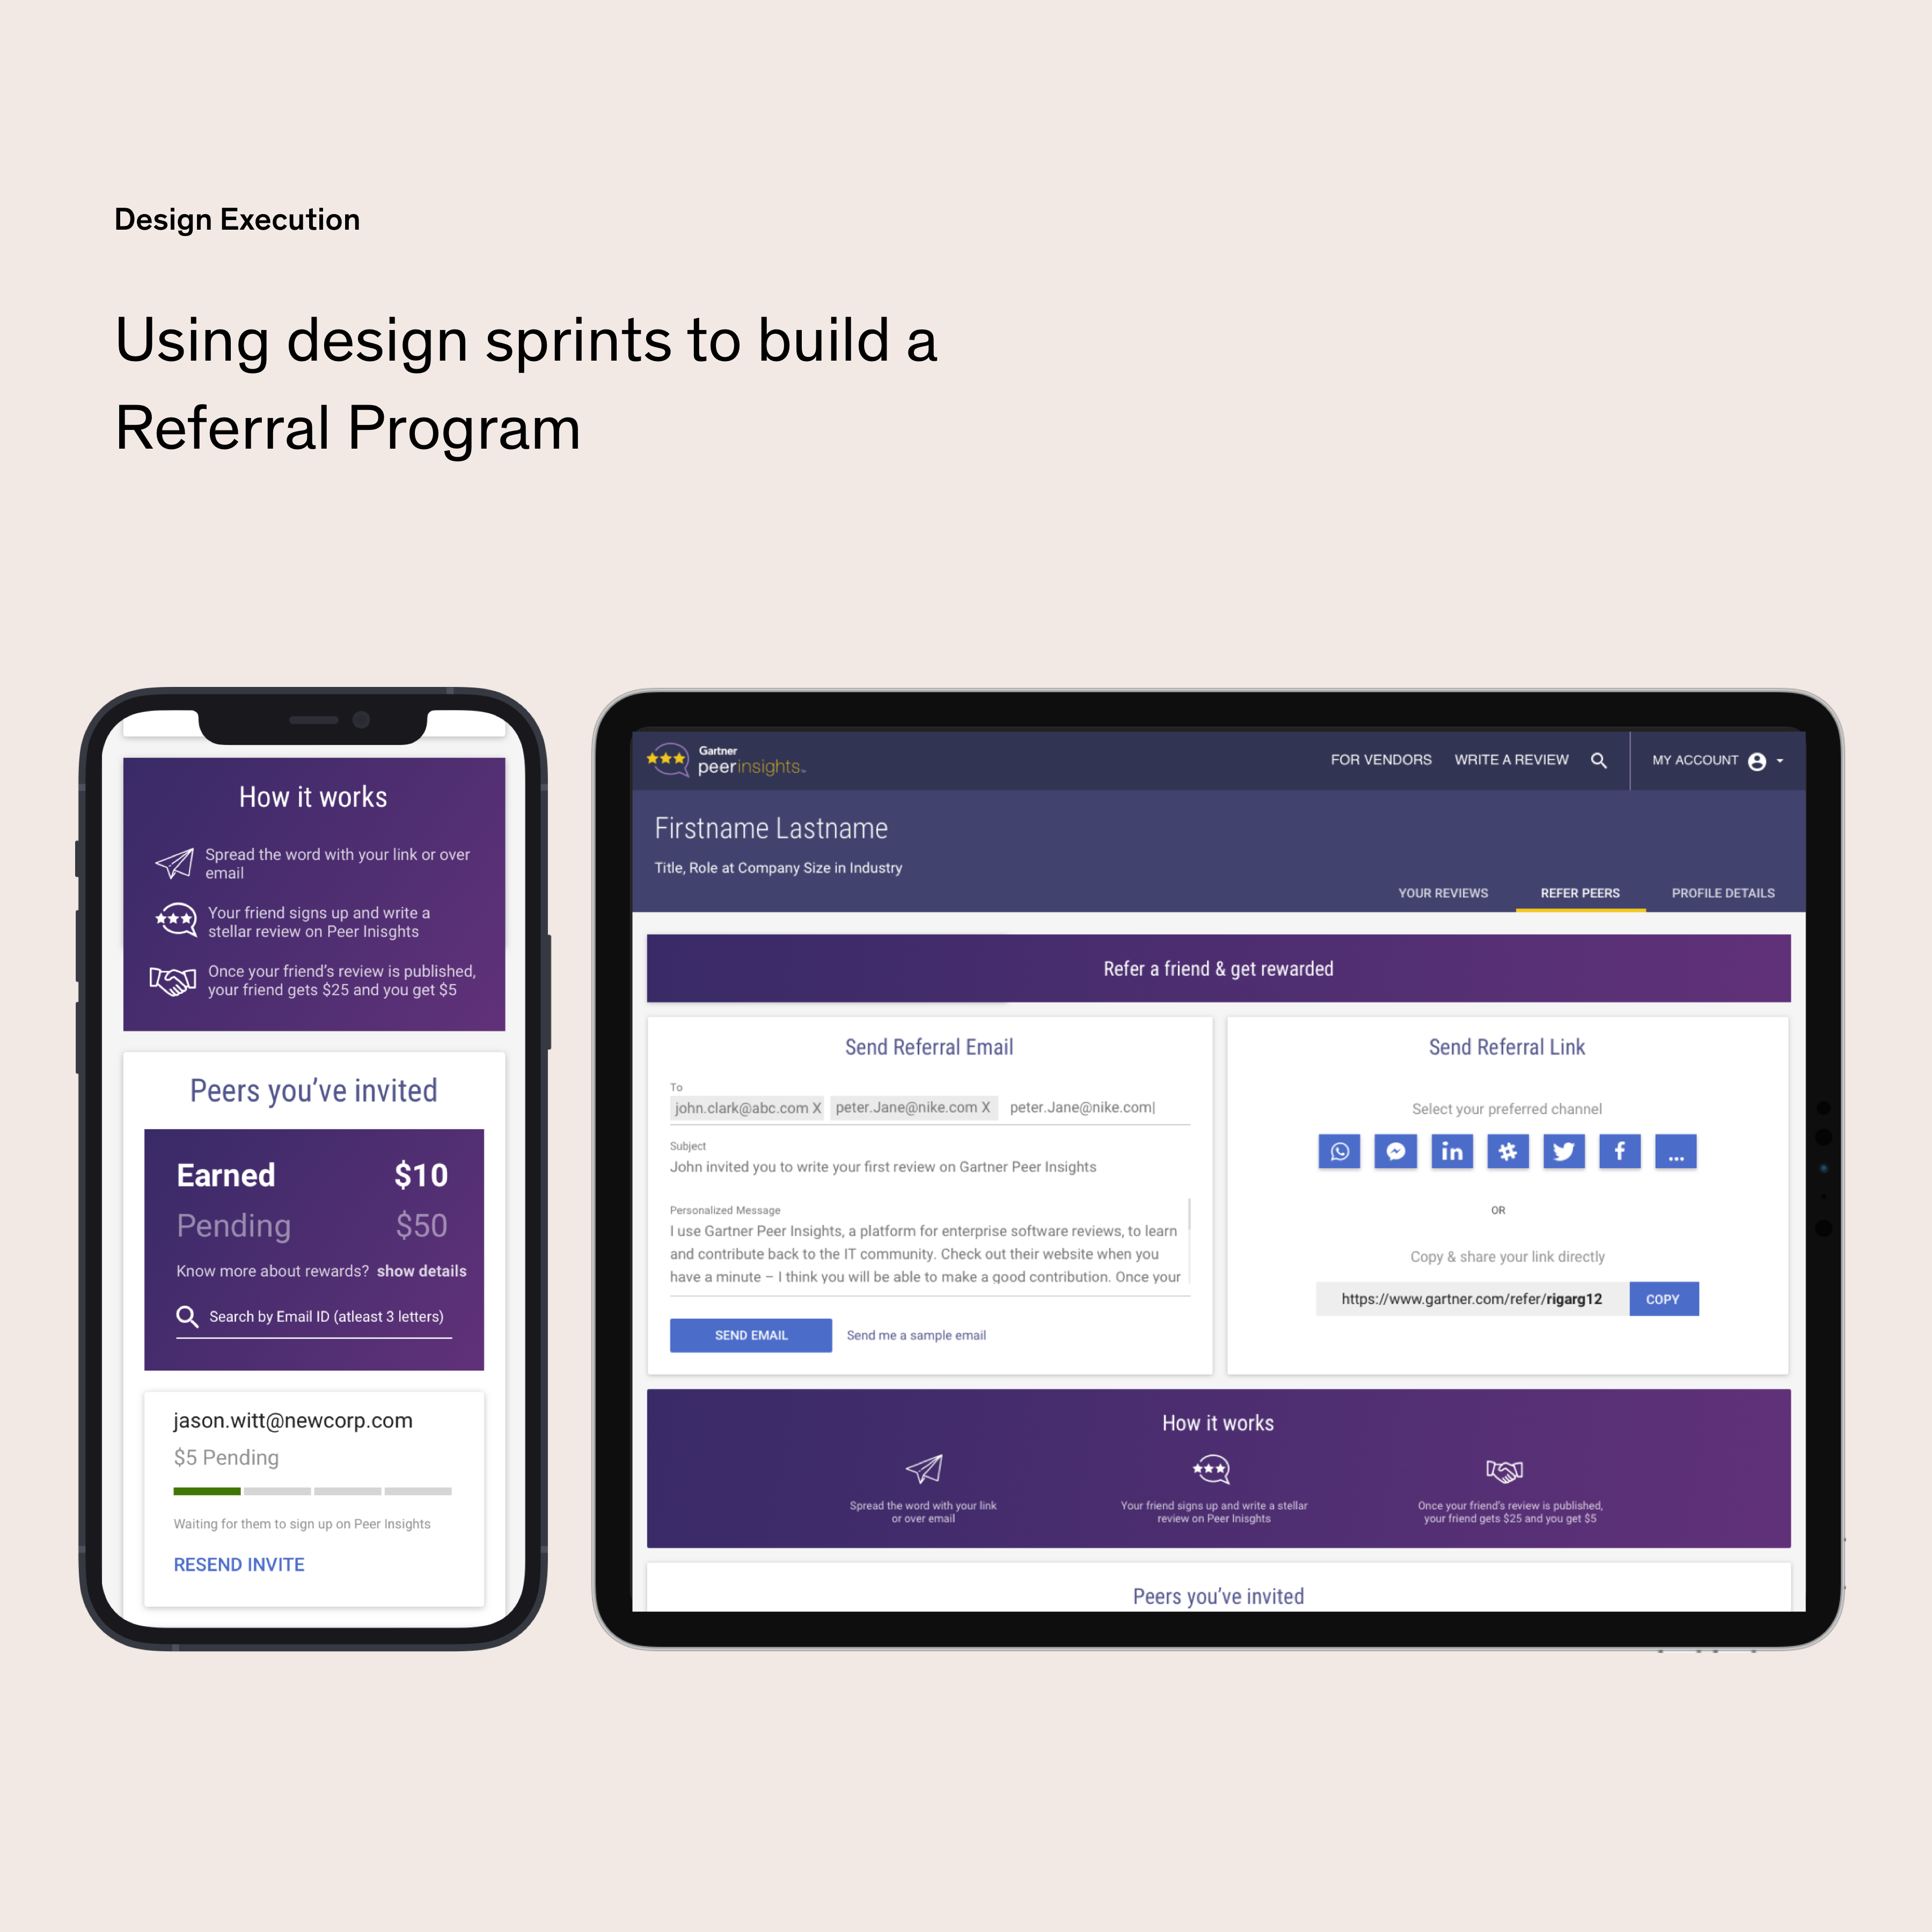 Design Execution
Using design sprints to build a
Referral Program
How it works
Spread the word with your link or over
email
Your friend signs up and write a
stellar review on Peer Inisghts
Once your friend's review is published,
your friend gets $25 and you get $5
Peers you've invited
Earned $10
Pending $50
Know more about rewards? show details
Search by Email ID (atleast 3 letters)
jason.witt@newcorp.com
$5 Pending
Waiting for them to sign up on Peer Insights
RESEND INVITE
Gartner
peerinsights
FOR VENDORS WRITE A REVIEW MY ACCOUNT
Firstname Lastname
Title, Role at Company Size in Industry
YOUR REVIEWS REFER PEERS PROFILE DETAILS
Refer a friend & get rewarded
Send Referral Email
To
john.clark@abc.com X peter.Jane@nike.com X peter.Jane@nike.com|
Subject
John invited you to write your first review on Gartner Peer Insights
Personalized Message
I use Gartner Peer Insights, a platform for enterprise software reviews, to learn
and contribute back to the IT community. Check out their website when you
have a minute – I think you will be able to make a good contribution. Once your
SEND EMAIL Send me a sample email
Send Referral Link
Select your preferred channel
in f ...
OR
Copy & share your link directly
https://www.gartner.com/refer/rigarg12 COPY
How it works
Spread the word with your link
or over email
Your friend signs up and write a stellar
review on Peer Inisghts
Once your friend's review is published,
your friend gets $25 and you get $5
Peers you've invited